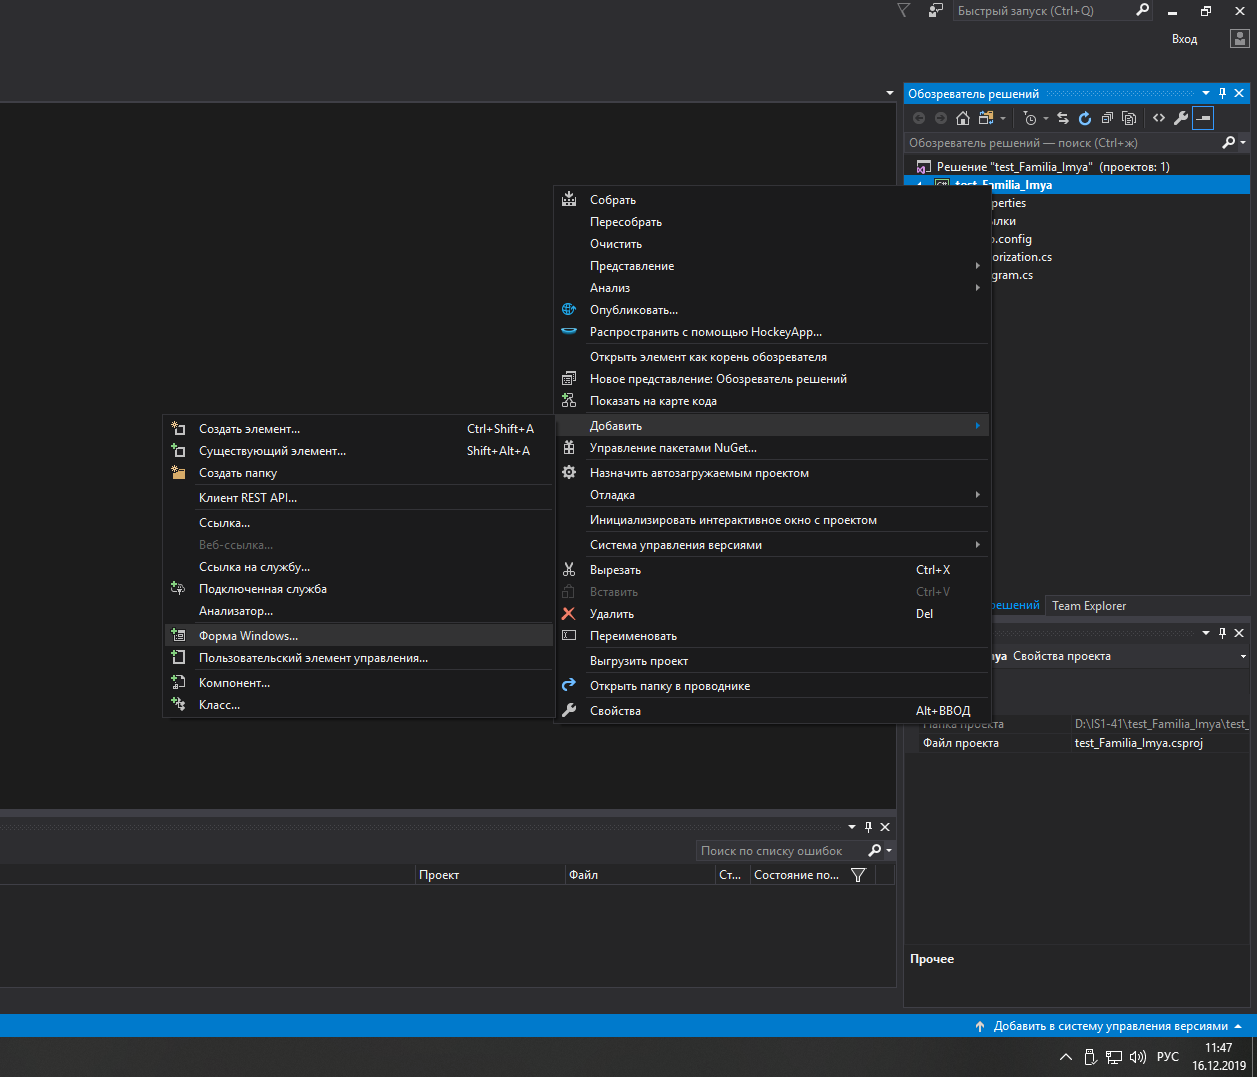 Быстрый запуск (Ctrl+Q)
Вход
Обозреватель решений
Обозреватель решений — поиск (Ctrl+ж)
Решение "test_Familia_Imya" (проектов: 1)
test_Familia_Imya
perties
ылки
.config
orization.cs
gram.cs
Собрать
Пересобрать
Очистить
Представление
Анализ
Опубликовать...
Распространить с помощью HockeyApp...
Открыть элемент как корень обозревателя
Новое представление: Обозреватель решений
Показать на карте кода
Добавить
Управление пакетами NuGet...
Назначить автозагружаемым проектом
Отладка
Инициализировать интерактивное окно с проектом
Система управления версиями
Вырезать Ctrl+X
Вставить Ctrl+V
Удалить Del
Переименовать
Выгрузить проект
Открыть папку в проводнике
Свойства Alt+ВВОД
Создать элемент... Ctrl+Shift+A
Существующий элемент... Shift+Alt+A
Создать папку
Клиент REST API...
Ссылка...
Веб-ссылка...
Ссылка на службу...
Подключенная служба
Анализатор...
Форма Windows...
Пользовательский элемент управления...
Компонент...
Класс...
решений Team Explorer
ya Свойства проекта
Папка проекта D:\IS1-41\test_Familia_Imya\test_
Файл проекта test_Familia_Imya.csproj
Прочее
Поиск по списку ошибок
Проект Файл Ст... Состояние по...
Добавить в систему управления версиями
РУС
11:47
16.12.2019